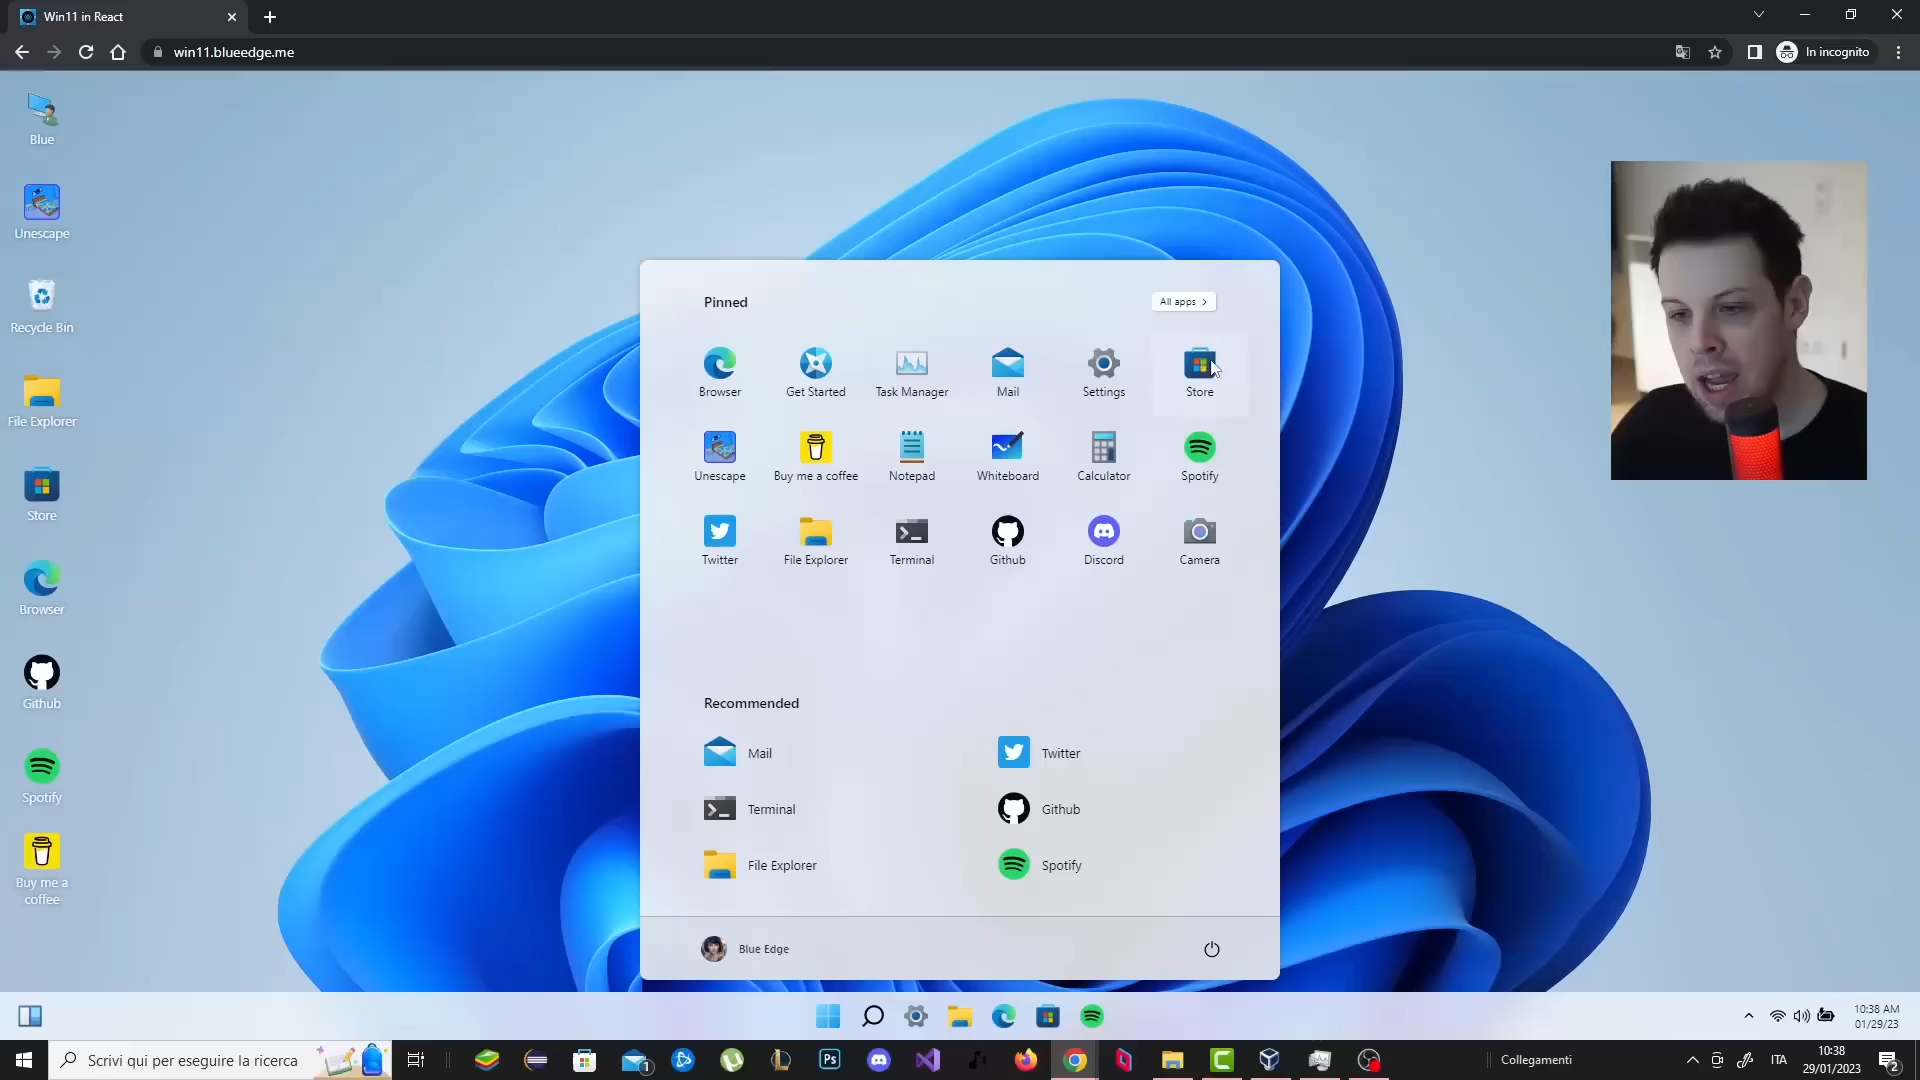 Win11 in React
win11.blueedge.me
In incognito
Blue
Unescape
Recycle Bin
File Explorer
Store
Browser
Github
Spotify
Buy me a
coffee
Pinned
All apps
Browser
Get Started
Task Manager
Mail
Settings
Store
Unescape
Buy me a coffee
Notepad
Whiteboard
Calculator
Spotify
Twitter
File Explorer
Terminal
Github
Discord
Camera
Recommended
Mail
Twitter
Terminal
Github
File Explorer
Spotify
Blue Edge
10:38 AM
01/29/23
Scrivi qui per eseguire la ricerca
1
Ps
Collegamenti
ITA
10:38
29/01/2023
2